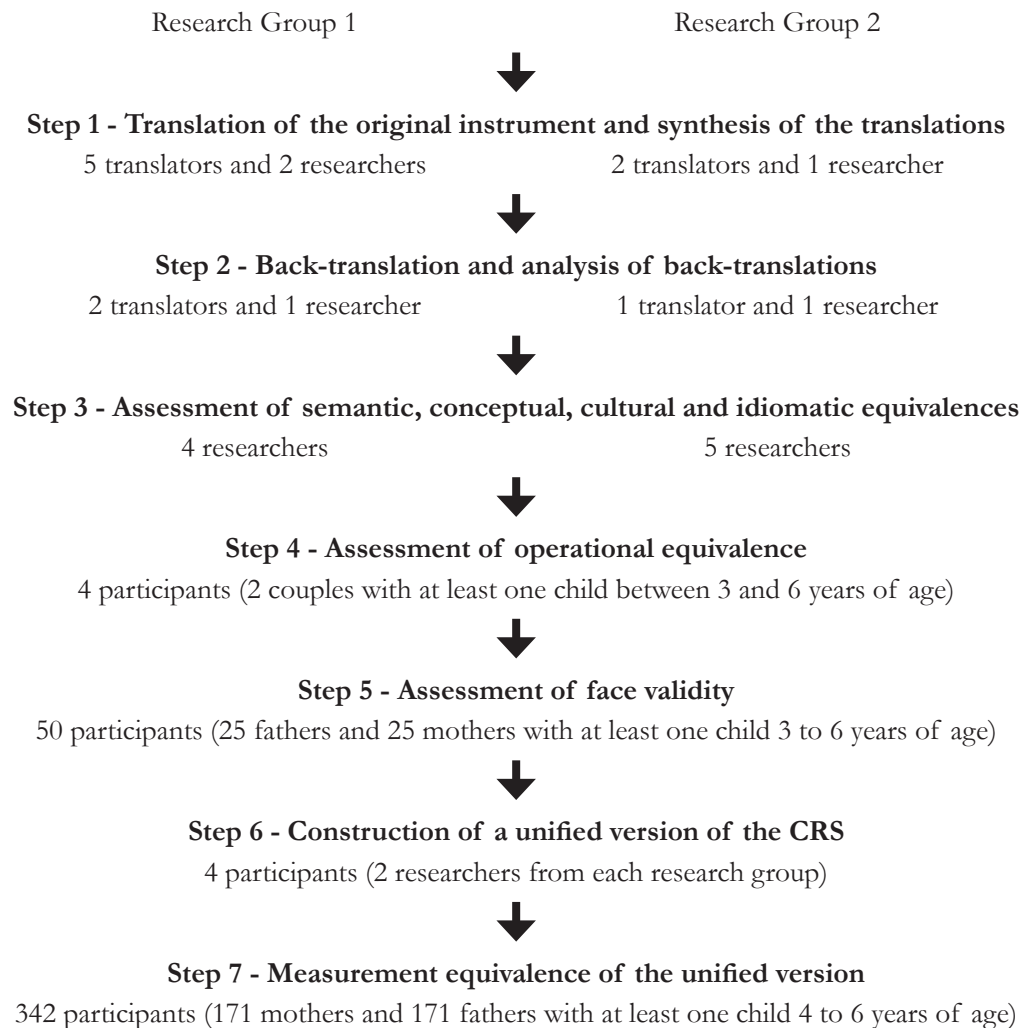 Research Group 1 Research Group 2
Step 1 - Translation of the original instrument and synthesis of the translations
5 translators and 2 researchers 2 translators and 1 researcher
Step 2 - Back-translation and analysis of back-translations
2 translators and 1 researcher 1 translator and 1 researcher
Step 3 - Assessment of semantic, conceptual, cultural and idiomatic equivalences
4 researchers 5 researchers
Step 4 - Assessment of operational equivalence
4 participants (2 couples with at least one child between 3 and 6 years of age)
Step 5 - Assessment of face validity
50 participants (25 fathers and 25 mothers with at least one child 3 to 6 years of age)
Step 6 - Construction of a unified version of the CRS
4 participants (2 researchers from each research group)
Step 7 - Measurement equivalence of the unified version
342 participants (171 mothers and 171 fathers with at least one child 4 to 6 years of age)